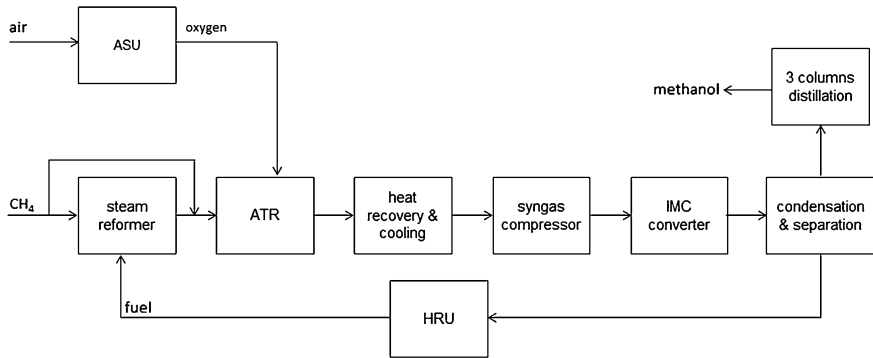 air
ASU
oxygen
3 columns
distillation
methanol
CH₄
steam
reformer
ATR
heat
recovery &
cooling
syngas
compressor
IMC
converter
condensation
& separation
fuel
HRU